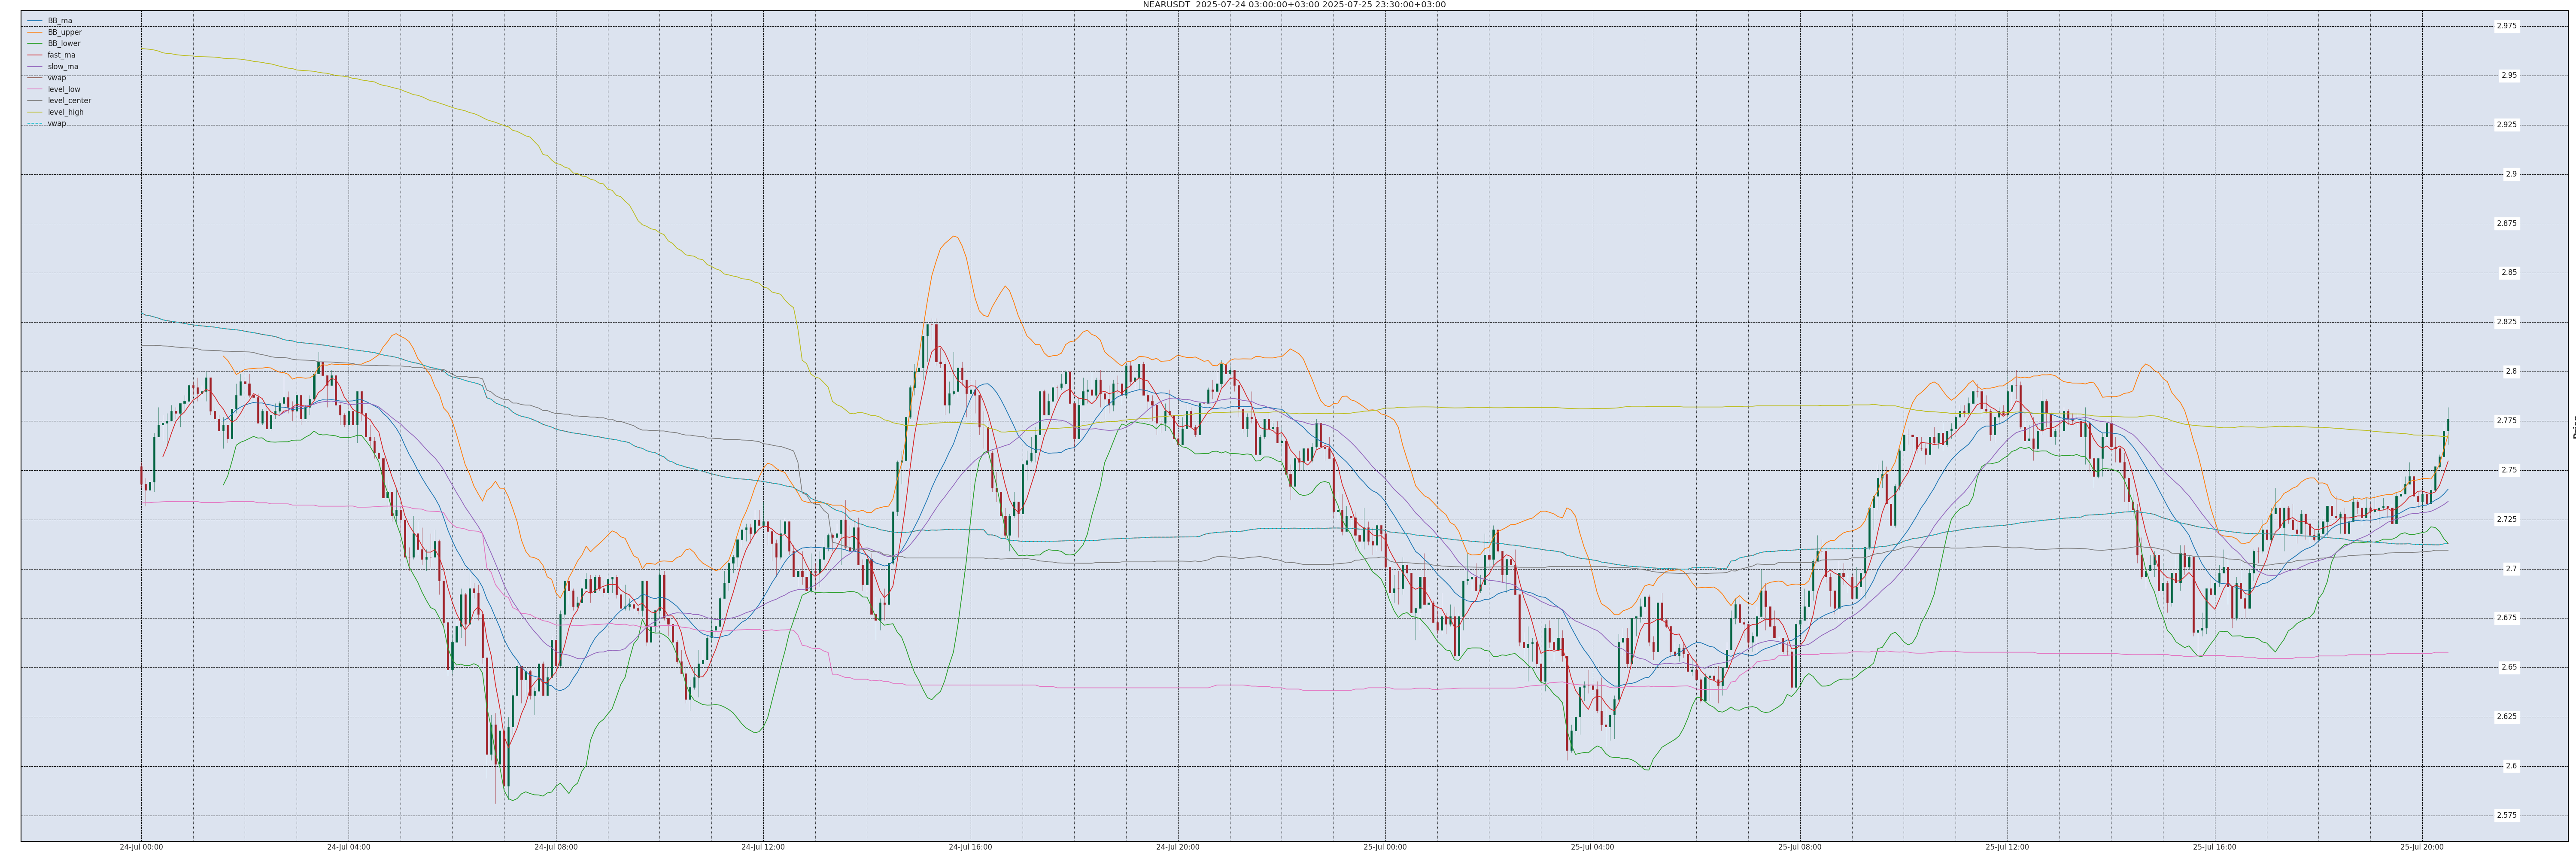 NEARUSDT  2025-07-24 03:00:00+03:00 2025-07-25 23:30:00+03:00
BB_ma
BB_upper
BB_lower
fast_ma
slow_ma
vwap
level_low
level_center
level_high
vwap
2.975
2.95
2.925
2.9
2.875
2.85
2.825
2.8
2.775
2.75
2.725
2.7
2.675
2.65
2.625
2.6
2.575
24-Jul 00:00 24-Jul 04:00 24-Jul 08:00 24-Jul 12:00 24-Jul 16:00 24-Jul 20:00 25-Jul 00:00 25-Jul 04:00 25-Jul 08:00 25-Jul 12:00 25-Jul 16:00 25-Jul 20:00